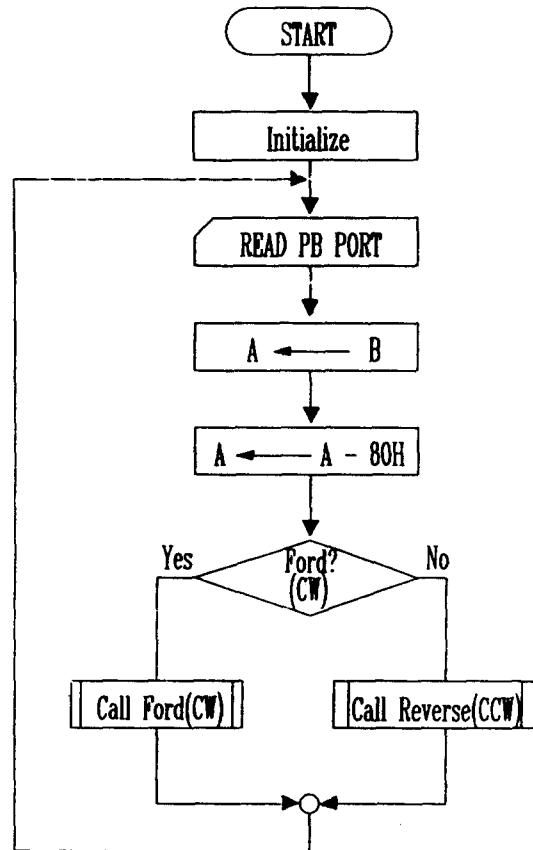 START
Initialize
READ PB PORT
A ← B
A ← A - 80H
Yes
Ford?
(CW)
No
Call Ford(CW)
Call Reverse(CCW)